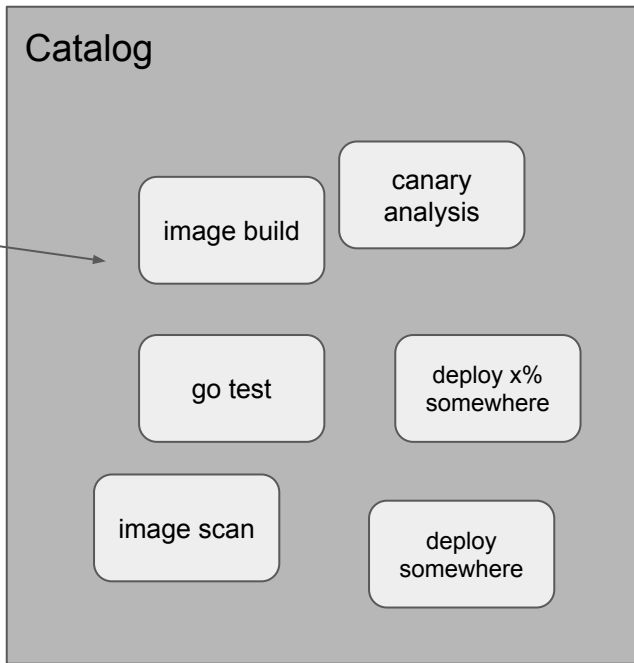 Catalog
canary
analysis
image build
go test
deploy x%
somewhere
image scan
deploy
somewhere